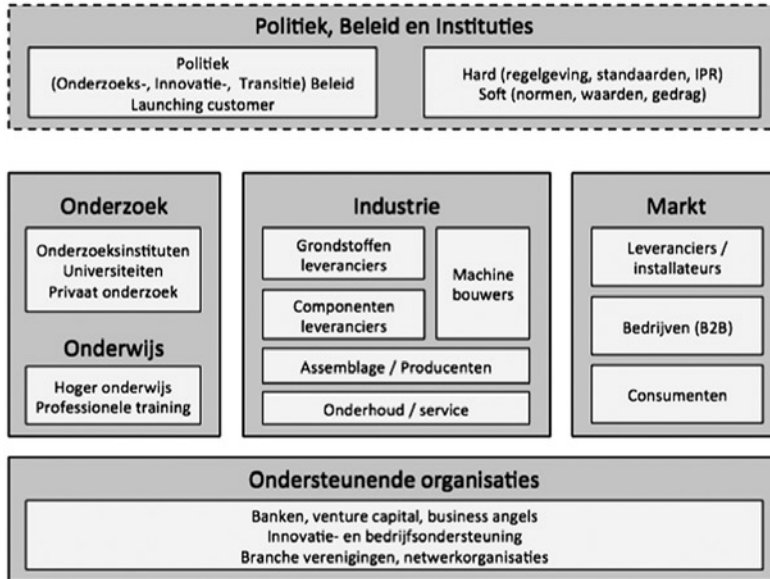 Politiek, Beleid en Instituties
Politiek
(Onderzoeks-, Innovatie-, Transitie) Beleid
Launching customer
Hard (regelgeving, standaarden, IPR)
Soft (normen, waarden, gedrag)
Onderzoek
Onderzoeksinstituten
Universiteiten
Privaat onderzoek
Onderwijs
Hoger onderwijs
Professionele training
Industrie
Grondstoffen
leveranciers
Machine
bouwers
Componenten
leveranciers
Assemblage / Producenten
Onderhoud / service
Markt
Leveranciers /
installateurs
Bedrijven (B2B)
Consumenten
Ondersteunende organisaties
Banken, venture capital, business angels
Innovatie- en bedrijfsondersteuning
Branche verenigingen, netwerkorganisaties